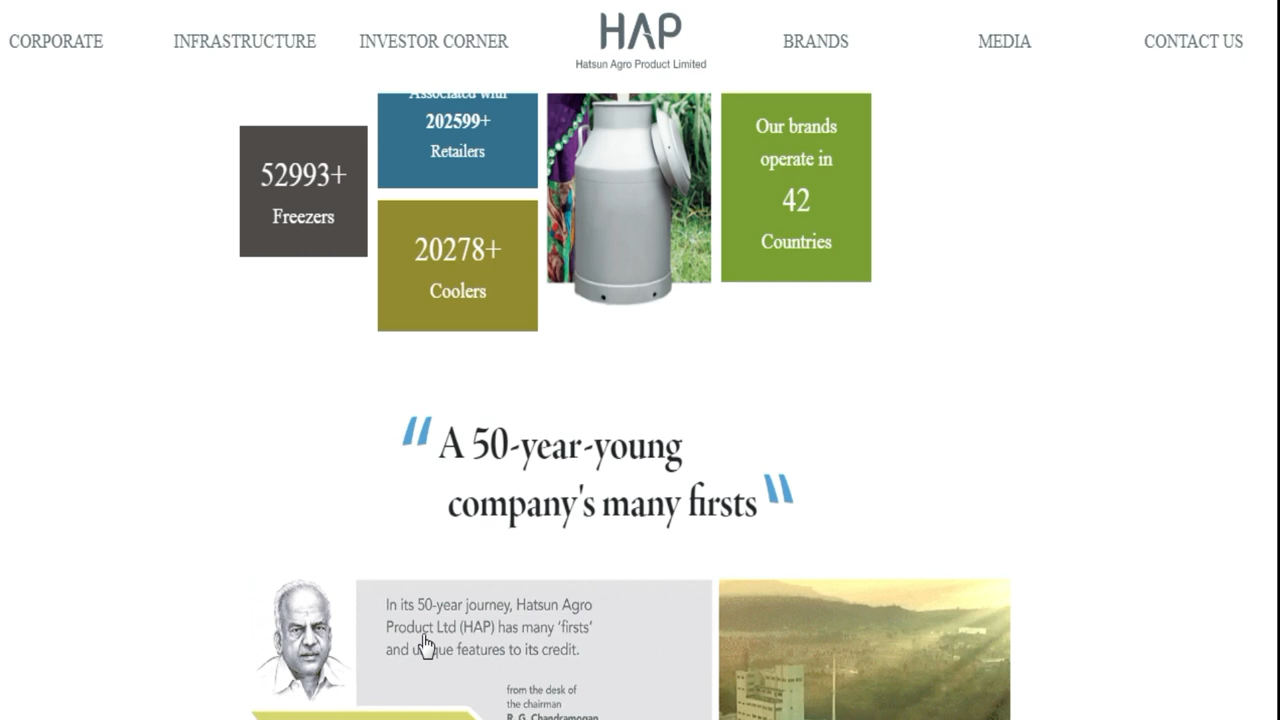 CORPORATE
INFRASTRUCTURE
INVESTOR CORNER
HAP
Hatsun Agro Product Limited
BRANDS
MEDIA
CONTACT US
52993+
Freezers
Associated with
202599+
Retailers
20278+
Coolers
Our brands
operate in
42
Countries
"A 50-year-young
company's many firsts"
In its 50-year journey, Hatsun Agro
Product Ltd (HAP) has many 'firsts'
and unique features to its credit.
from the desk of
the chairman
R. G. Chandramogan